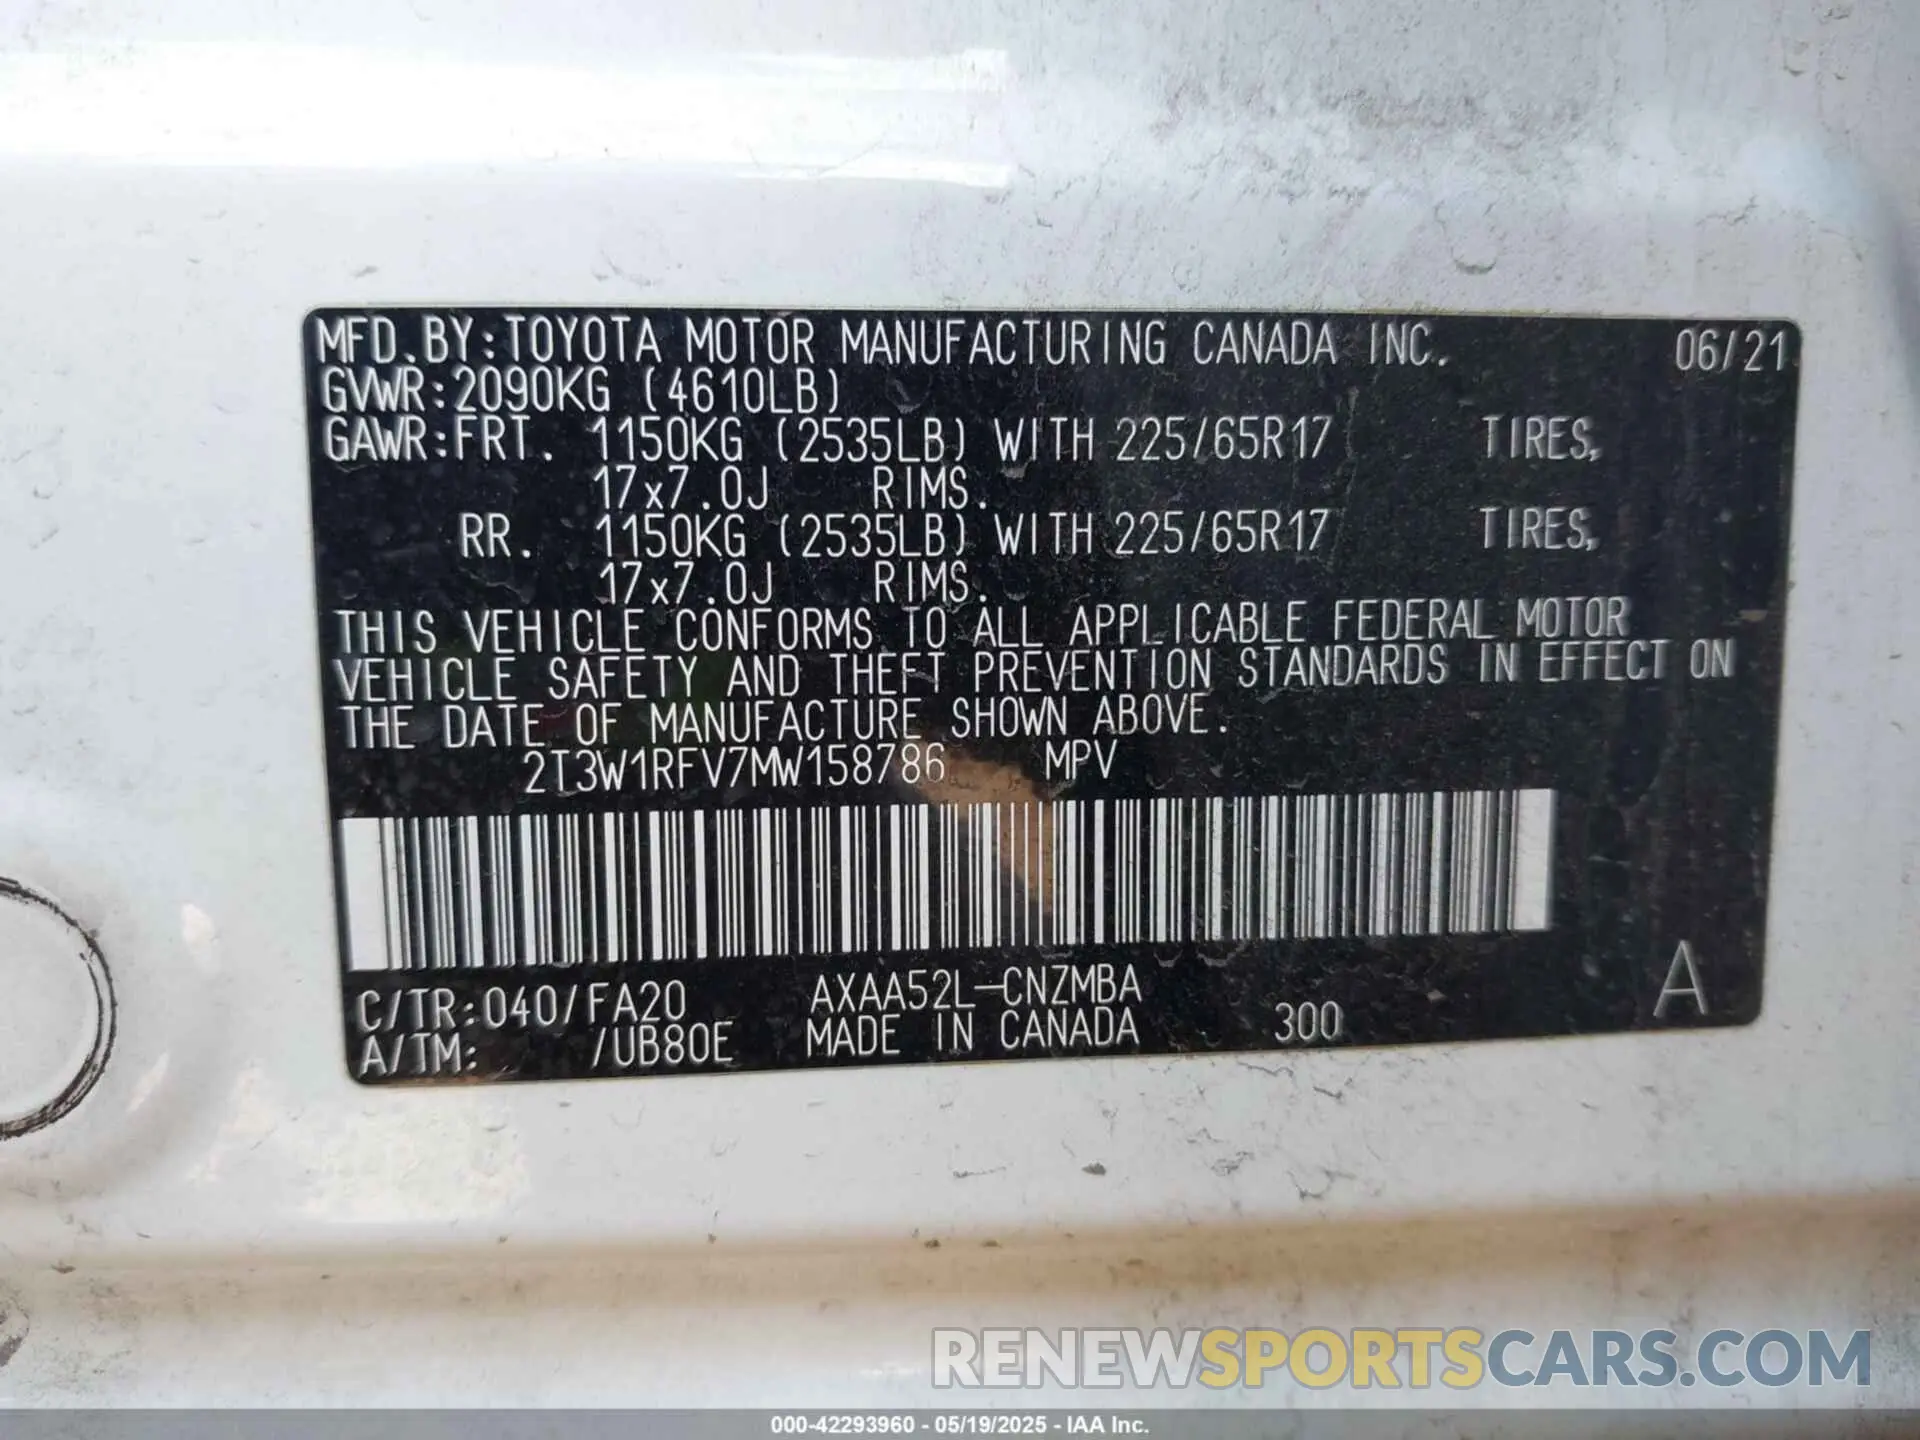 MFD.BY:TOYOTA MOTOR MANUFACTURING CANADA INC. 06/21
GVWR:2090KG (4610LB)
GAWR:FRT. 1150KG (2535LB) WITH 225/65R17 TIRES,
17x7.0J RIMS.
RR. 1150KG (2535LB) WITH 225/65R17 TIRES,
17x7.0J RIMS.
THIS VEHICLE CONFORMS TO ALL APPLICABLE FEDERAL MOTOR
VEHICLE SAFETY AND THEFT PREVENTION STANDARDS IN EFFECT ON
THE DATE OF MANUFACTURE SHOWN ABOVE.
2T3W1RFV7MW158786 MPV
C/TR:040/FA20 AXAA52L-CNZMBA A
A/TM: /UB80E MADE IN CANADA 300
RENEWSPORTSCARS.COM
000-42293960 - 05/19/2025 - IAA Inc.